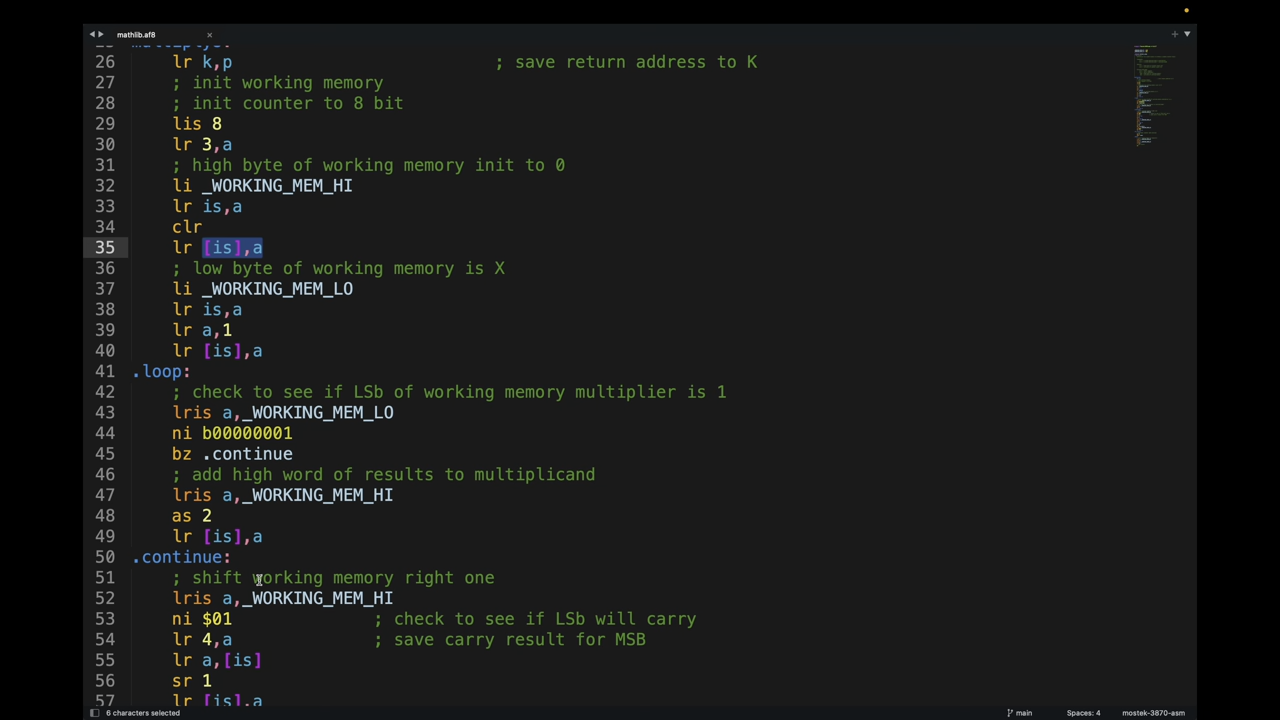 mathlib.af8
26 lr k,p ; save return address to K
27 ; init working memory
28 ; init counter to 8 bit
29 lis 8
30 lr 3,a
31 ; high byte of working memory init to 0
32 li _WORKING_MEM_HI
33 lr is,a
34 clr
35 lr [is],a
36 ; low byte of working memory is X
37 li _WORKING_MEM_LO
38 lr is,a
39 lr a,1
40 lr [is],a
41 .loop:
42 ; check to see if LSb of working memory multiplier is 1
43 lris a,_WORKING_MEM_LO
44 ni b00000001
45 bz .continue
46 ; add high word of results to multiplicand
47 lris a,_WORKING_MEM_HI
48 as 2
49 lr [is],a
50 .continue:
51 ; shift working memory right one
52 lris a,_WORKING_MEM_HI
53 ni $01 ; check to see if LSb will carry
54 lr 4,a ; save carry result for MSB
55 lr a,[is]
56 sr 1
57 lr [is],a
6 characters selected main Spaces: 4 mostek-3870-asm